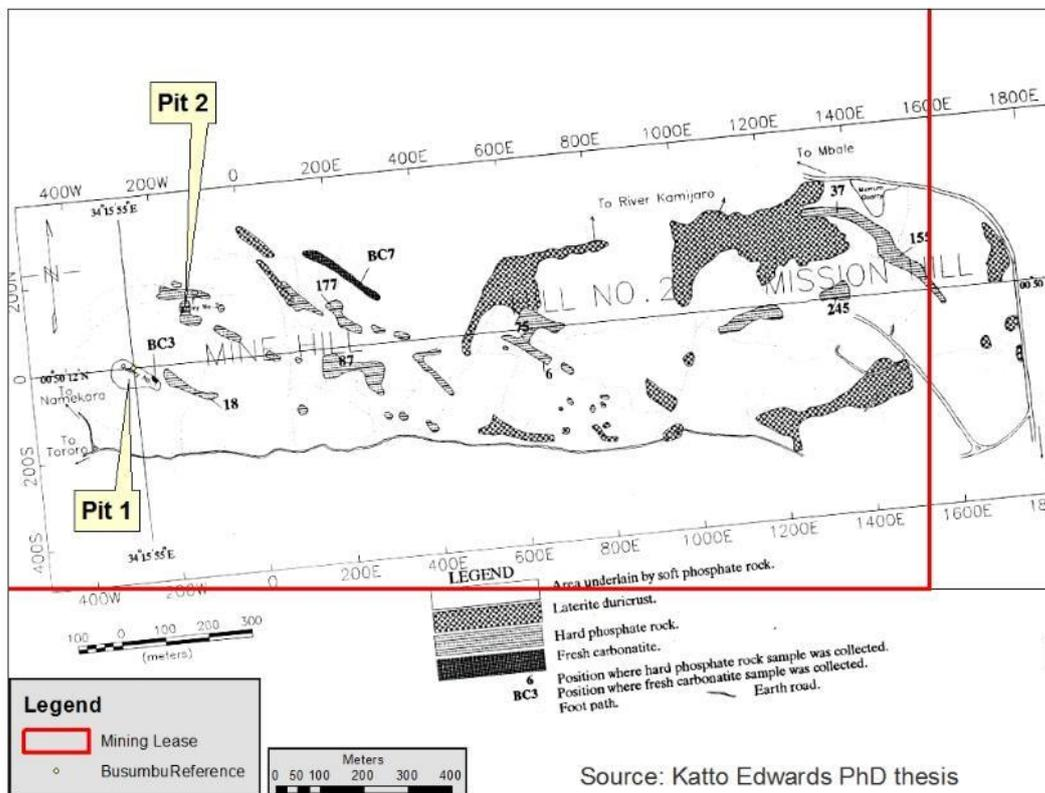 Pit 2
1800E
1600E
1400E
1200E
1000E
800E
600E
400E
200E
0
200W
400W
34°15'55"E
To Mbale
37
To River Kamijaro
BC7
155
200N
N
177
MISSION HILL
LL NO. 2
00°50
75
245
BC3
MINE HILL
87
6
0
00°50'12"N
18
To Namekara
To Tororo
200S
Pit 1
34°15'55"E
400S
400W
200W
0
200E
400E
600E
800E
1000E
1200E
1400E
1600E
18
LEGEND
Area underlain by soft phosphate rock.
Laterite duricrust.
Hard phosphate rock.
Fresh carbonatite.
6 Position where hard phosphate rock sample was collected.
BC3 Position where fresh carbonatite sample was collected.
Foot path. Earth road.
100 0 100 200 300
(meters)
Legend
Mining Lease
BusumbuReference
Meters
0 50 100 200 300 400
Source: Katto Edwards PhD thesis